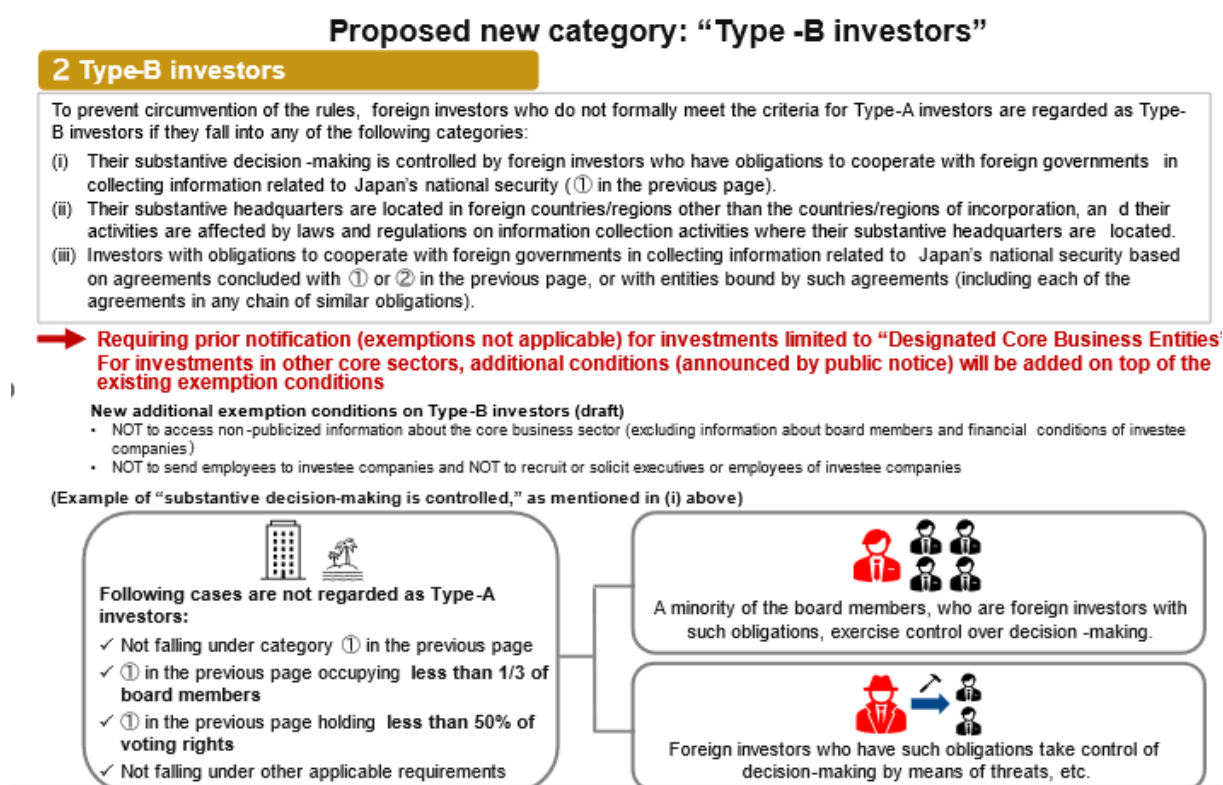 Proposed new category: “Type -B investors”
2 Type-B investors
To prevent circumvention of the rules, foreign investors who do not formally meet the criteria for Type-A investors are regarded as Type-
B investors if they fall into any of the following categories:
(i) Their substantive decision -making is controlled by foreign investors who have obligations to cooperate with foreign governments in
collecting information related to Japan’s national security (① in the previous page).
(ii) Their substantive headquarters are located in foreign countries/regions other than the countries/regions of incorporation, an d their
activities are affected by laws and regulations on information collection activities where their substantive headquarters are located.
(iii) Investors with obligations to cooperate with foreign governments in collecting information related to Japan’s national security based
on agreements concluded with ① or ② in the previous page, or with entities bound by such agreements (including each of the
agreements in any chain of similar obligations).
Requiring prior notification (exemptions not applicable) for investments limited to “Designated Core Business Entities”
For investments in other core sectors, additional conditions (announced by public notice) will be added on top of the
existing exemption conditions
New additional exemption conditions on Type-B investors (draft)
• NOT to access non -publicized information about the core business sector (excluding information about board members and financial conditions of investee
companies)
• NOT to send employees to investee companies and NOT to recruit or solicit executives or employees of investee companies
(Example of “substantive decision-making is controlled,” as mentioned in (i) above)
Following cases are not regarded as Type-A
investors:
✓ Not falling under category ① in the previous page
✓ ① in the previous page occupying less than 1/3 of
board members
✓ ① in the previous page holding less than 50% of
voting rights
✓ Not falling under other applicable requirements
A minority of the board members, who are foreign investors with
such obligations, exercise control over decision -making.
Foreign investors who have such obligations take control of
decision-making by means of threats, etc.